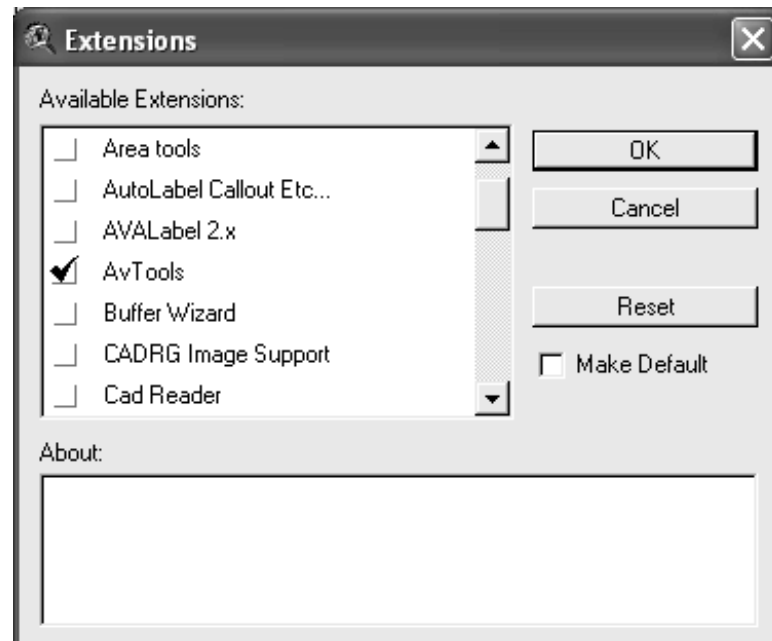 Extensions
Available Extensions:
Area tools
AutoLabel Callout Etc...
AVALabel 2.x
AvTools
Buffer Wizard
CADRG Image Support
Cad Reader
OK
Cancel
Reset
Make Default
About: